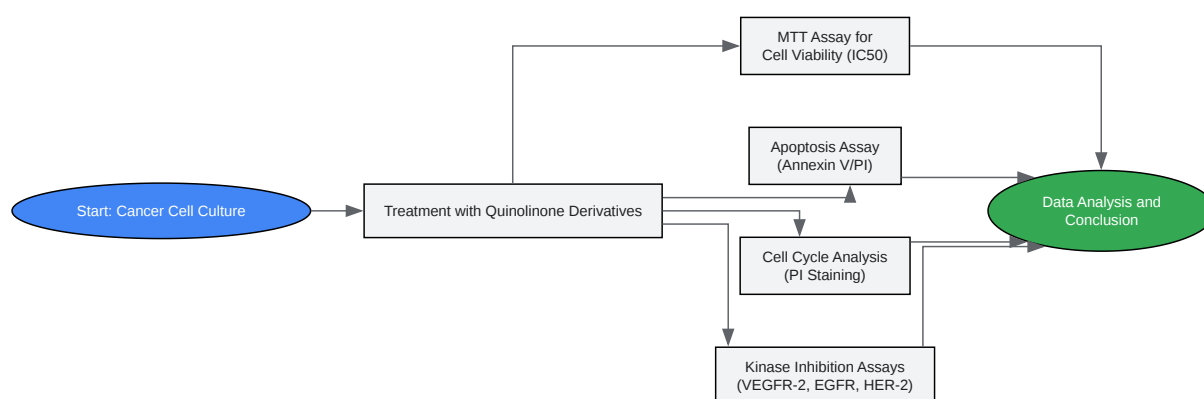 Start: Cancer Cell Culture
Treatment with Quinolinone Derivatives
MTT Assay for
Cell Viability (IC50)
Apoptosis Assay
(Annexin V/PI)
Cell Cycle Analysis
(PI Staining)
Kinase Inhibition Assays
(VEGFR-2, EGFR, HER-2)
Data Analysis and
Conclusion